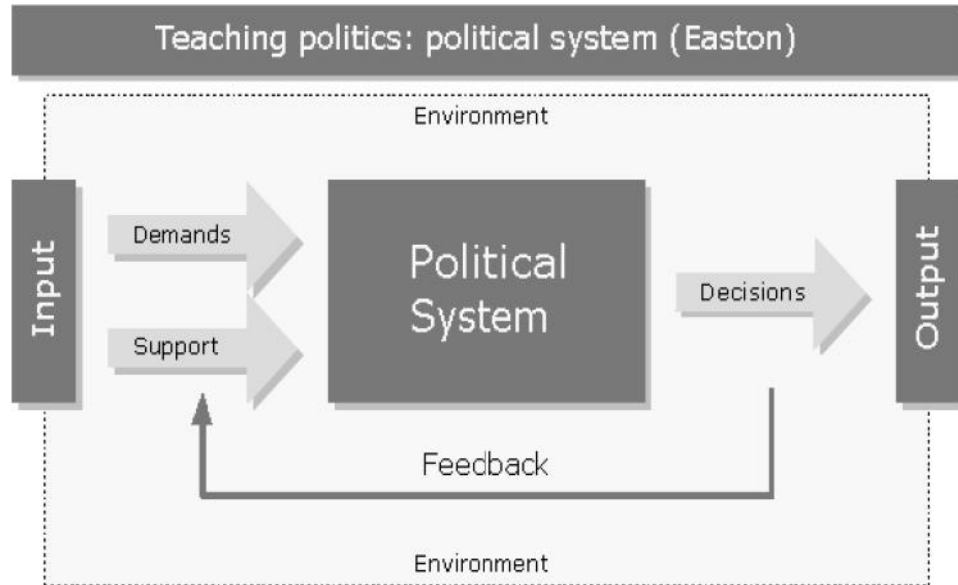 Teaching politics: political system (Easton)
Environment
Input
Demands
Support
Political
System
Decisions
Output
Feedback
Environment